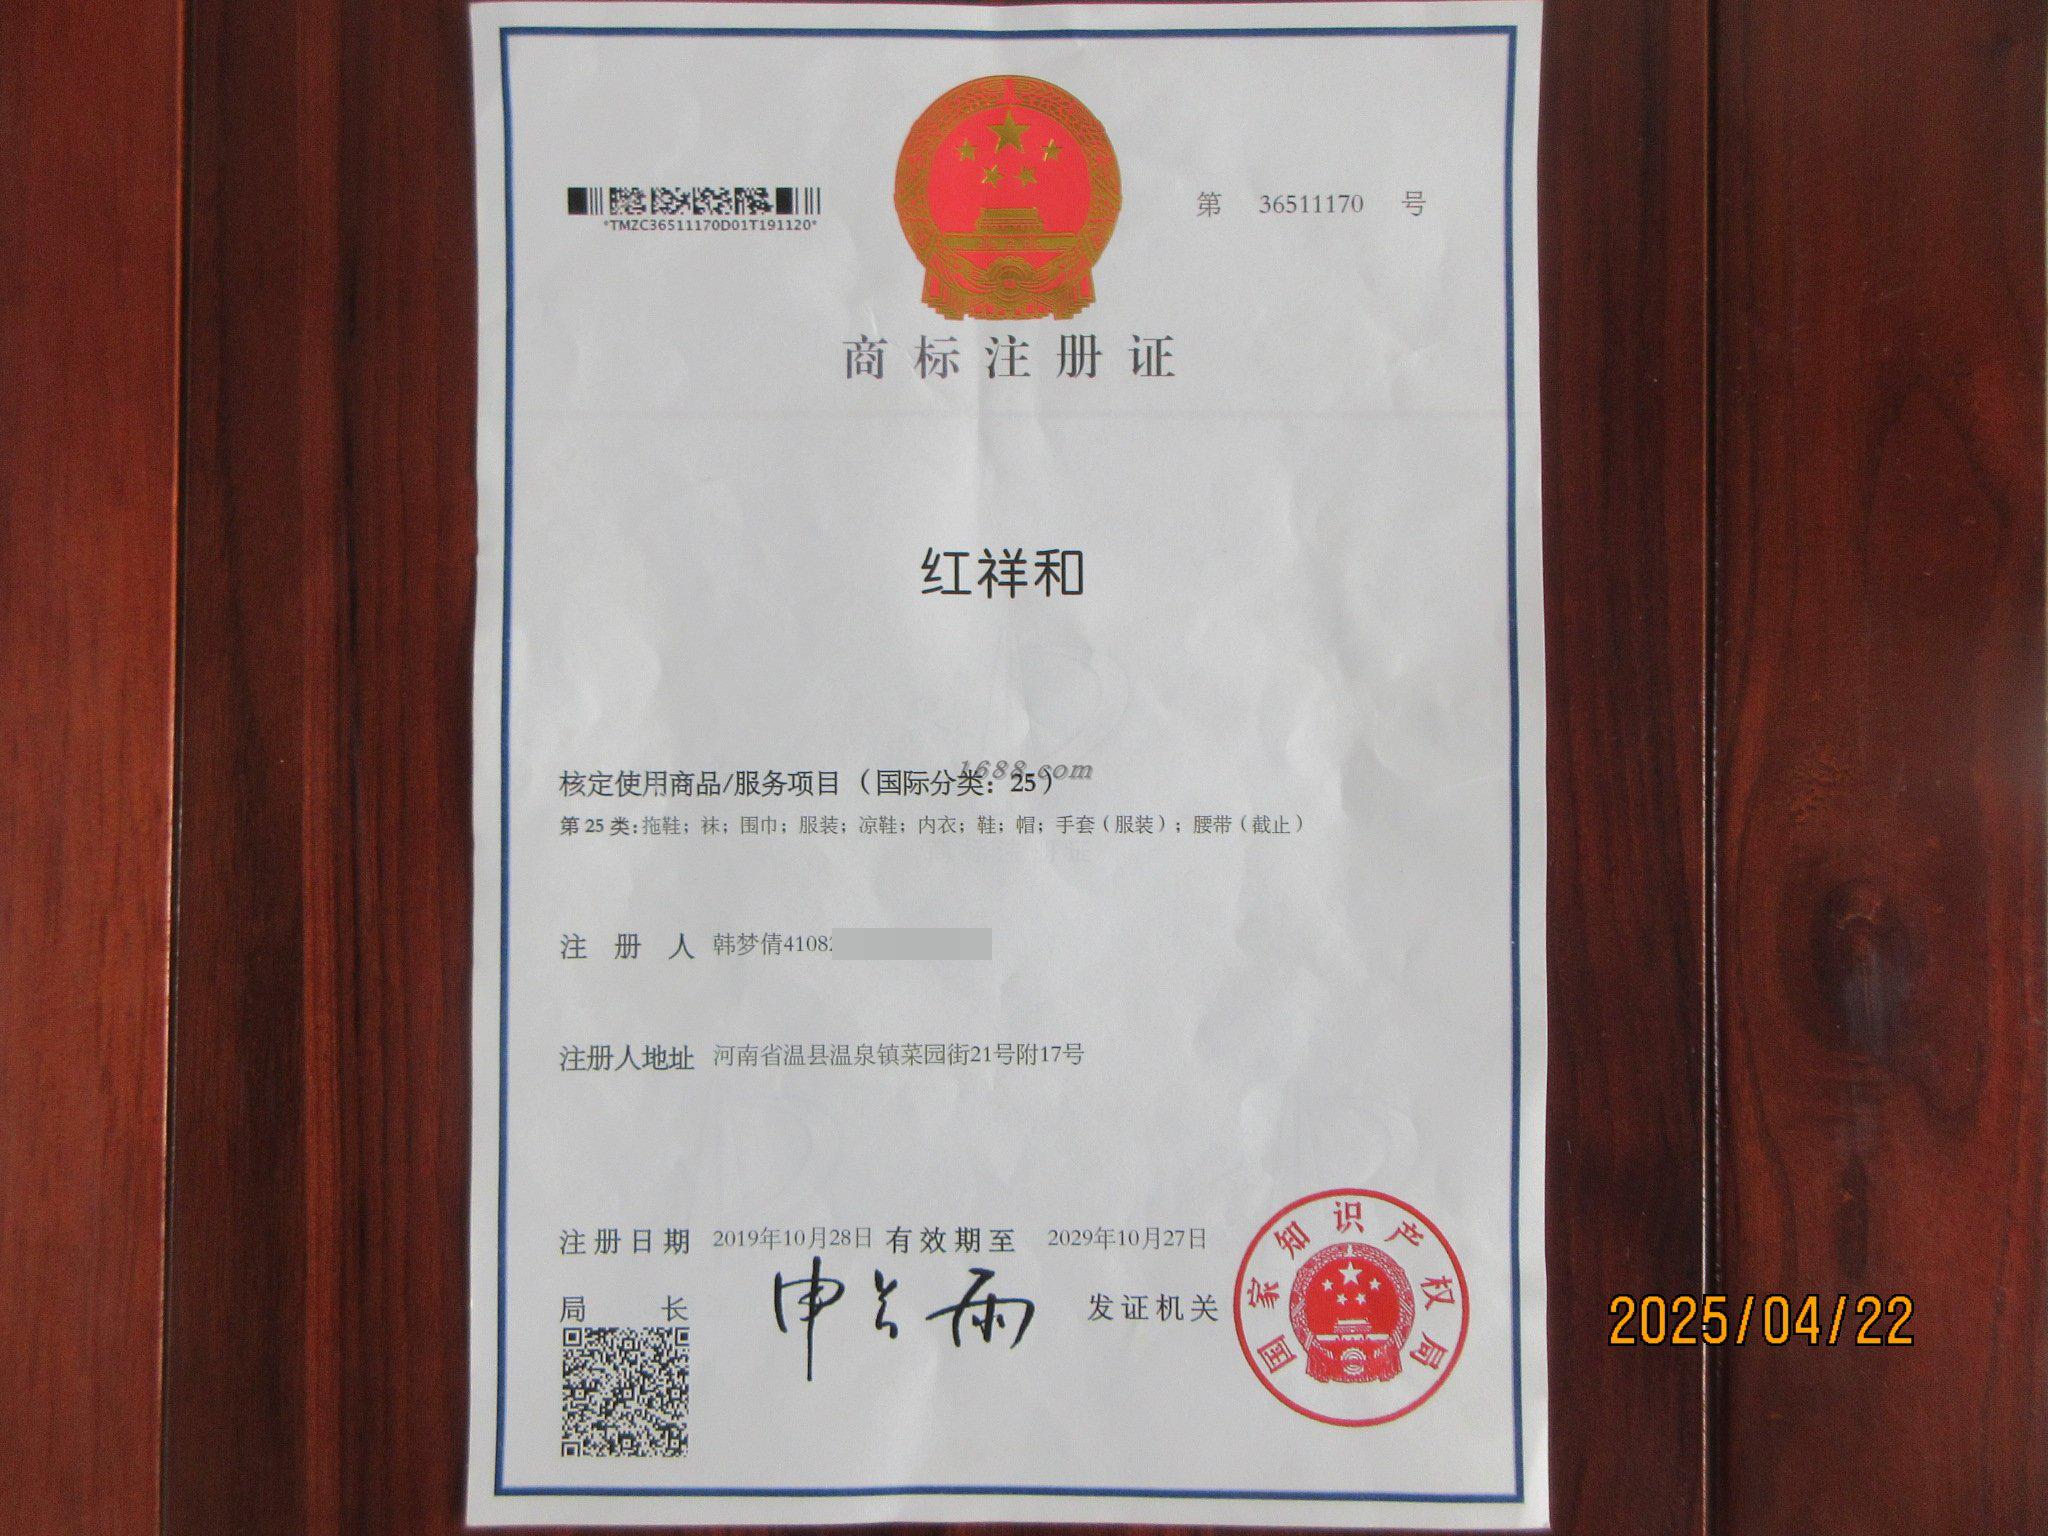 *TMZC36511170D01T191120*
第 36511170 号
商标注册证
红祥和
1688.com
核定使用商品/服务项目（国际分类：25）
第 25 类：拖鞋；袜；围巾；服装；凉鞋；内衣；鞋；帽；手套（服装）；腰带（截止）
注 册 人 韩梦倩41082
注册人地址 河南省温县温泉镇菜园街21号附17号
注册日期 2019年10月28日 有效期至 2029年10月27日
局 长 申长雨 发证机关
国家知识产权局
2025/04/22